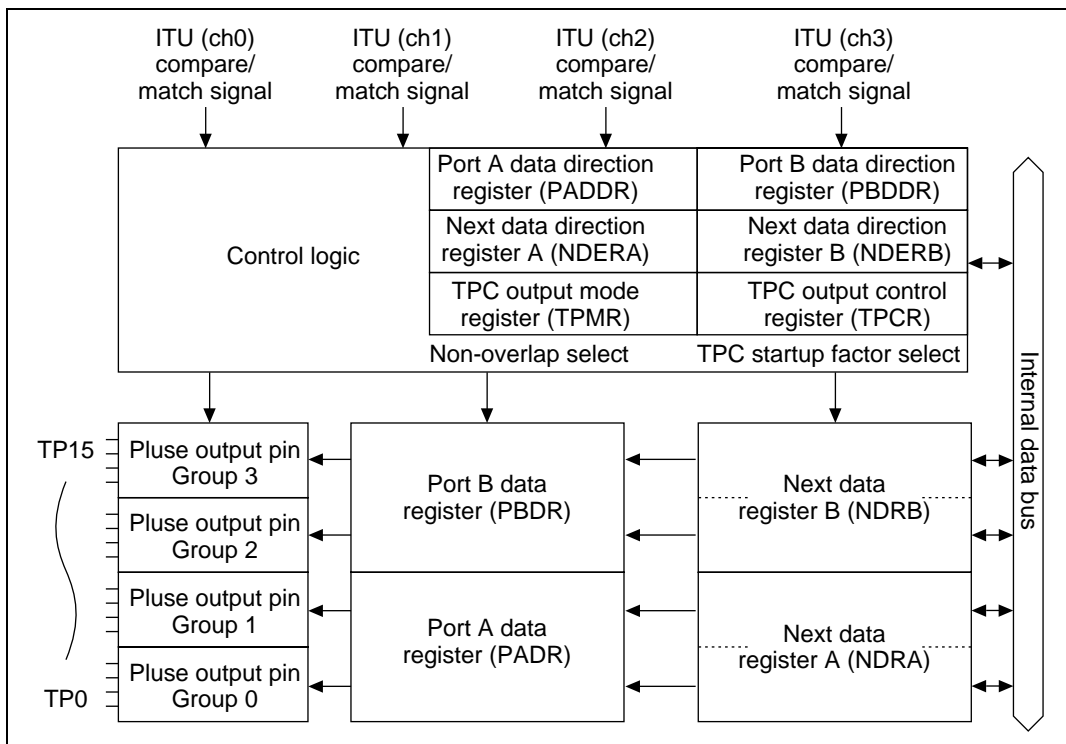 ITU (ch0)
compare/
match signal
ITU (ch1)
compare/
match signal
ITU (ch2)
compare/
match signal
ITU (ch3)
compare/
match signal
Control logic
Port A data direction
register (PADDR)
Port B data direction
register (PBDDR)
Next data direction
register A (NDERA)
Next data direction
register B (NDERB)
TPC output mode
register (TPMR)
TPC output control
register (TPCR)
Non-overlap select
TPC startup factor select
Internal data bus
TP15
TP0
Pluse output pin
Group 3
Pluse output pin
Group 2
Pluse output pin
Group 1
Pluse output pin
Group 0
Port B data
register (PBDR)
Port A data
register (PADR)
Next data
register B (NDRB)
Next data
register A (NDRA)